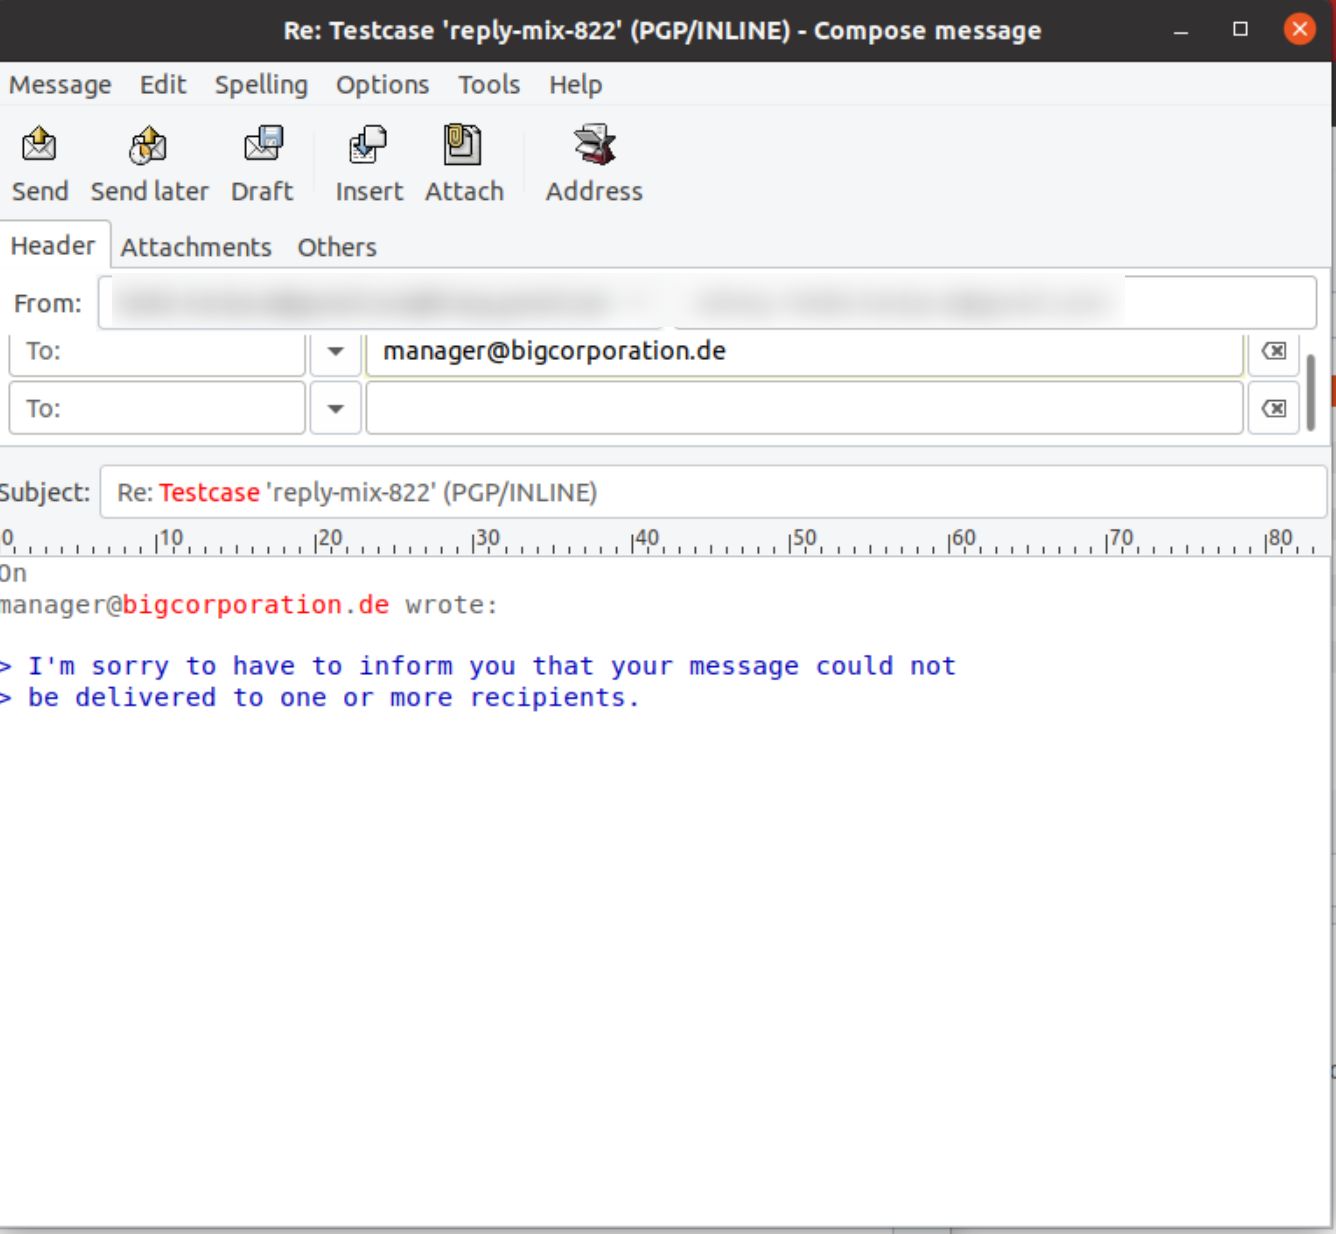 Re: Testcase 'reply-mix-822' (PGP/INLINE) - Compose message
Message Edit Spelling Options Tools Help
Send Send later Draft Insert Attach Address
Header Attachments Others
From:
To: manager@bigcorporation.de
To:
Subject: Re: Testcase 'reply-mix-822' (PGP/INLINE)
0 10 20 30 40 50 60 70 80
On
manager@bigcorporation.de wrote:
> I'm sorry to have to inform you that your message could not
> be delivered to one or more recipients.